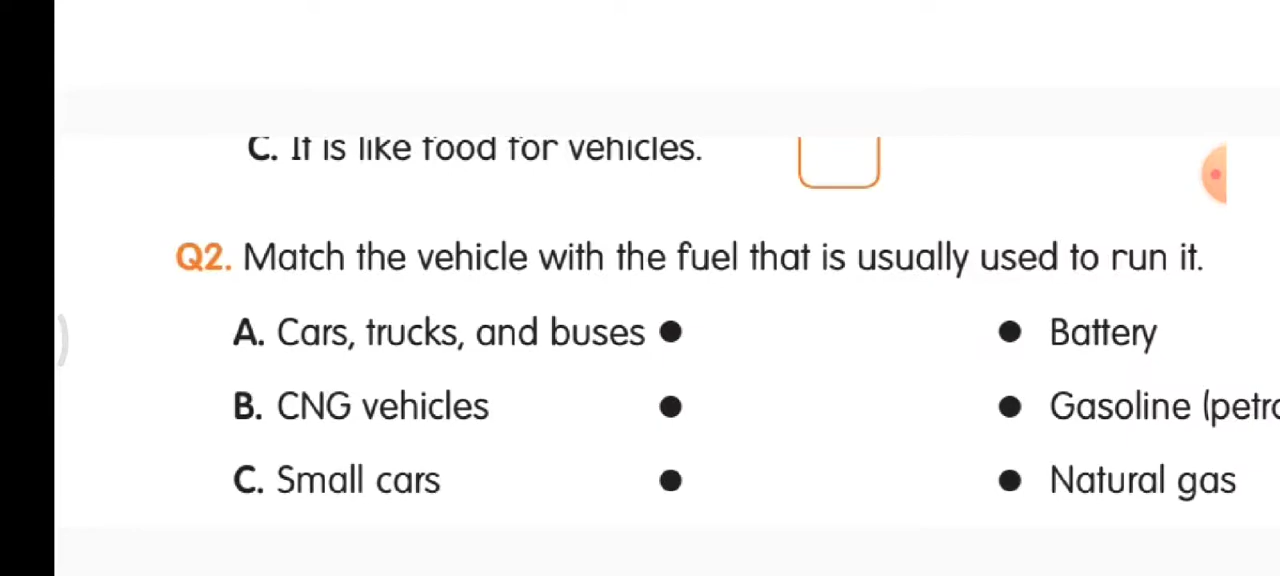 C. It is like food for vehicles.
Q2. Match the vehicle with the fuel that is usually used to run it.
A. Cars, trucks, and buses ● ● Battery
B. CNG vehicles ● ● Gasoline
C. Small cars ● ● Natural gas